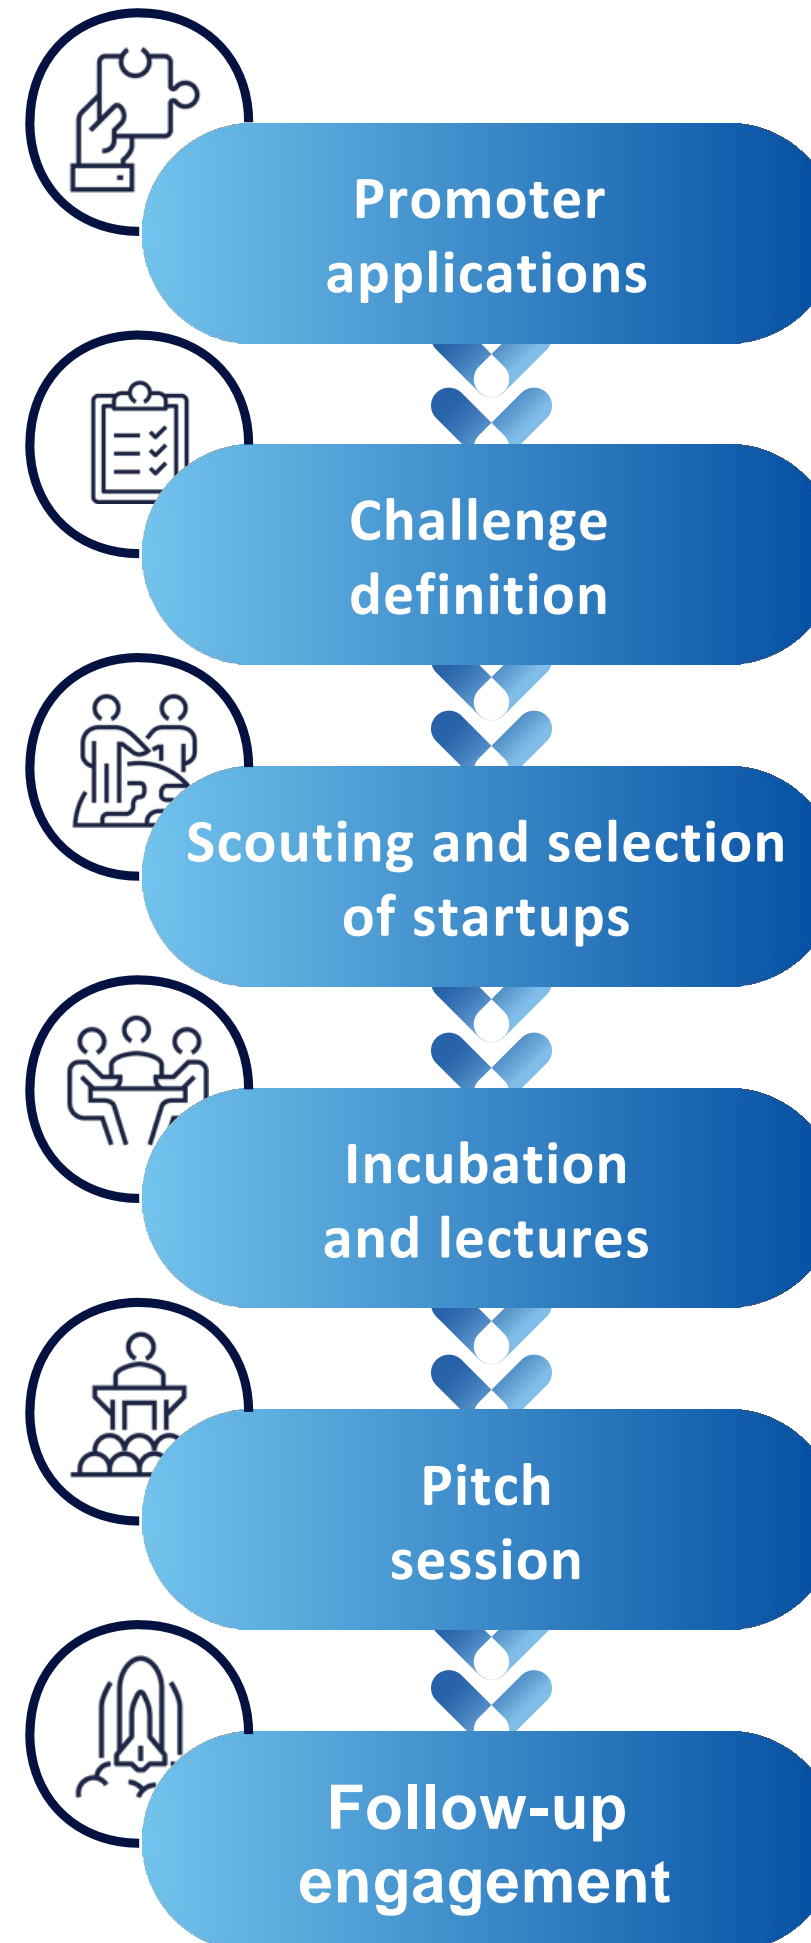 Promoter
applications
Challenge
definition
Scouting and selection
of startups
Incubation
and lectures
Pitch
session
Follow-up
engagement